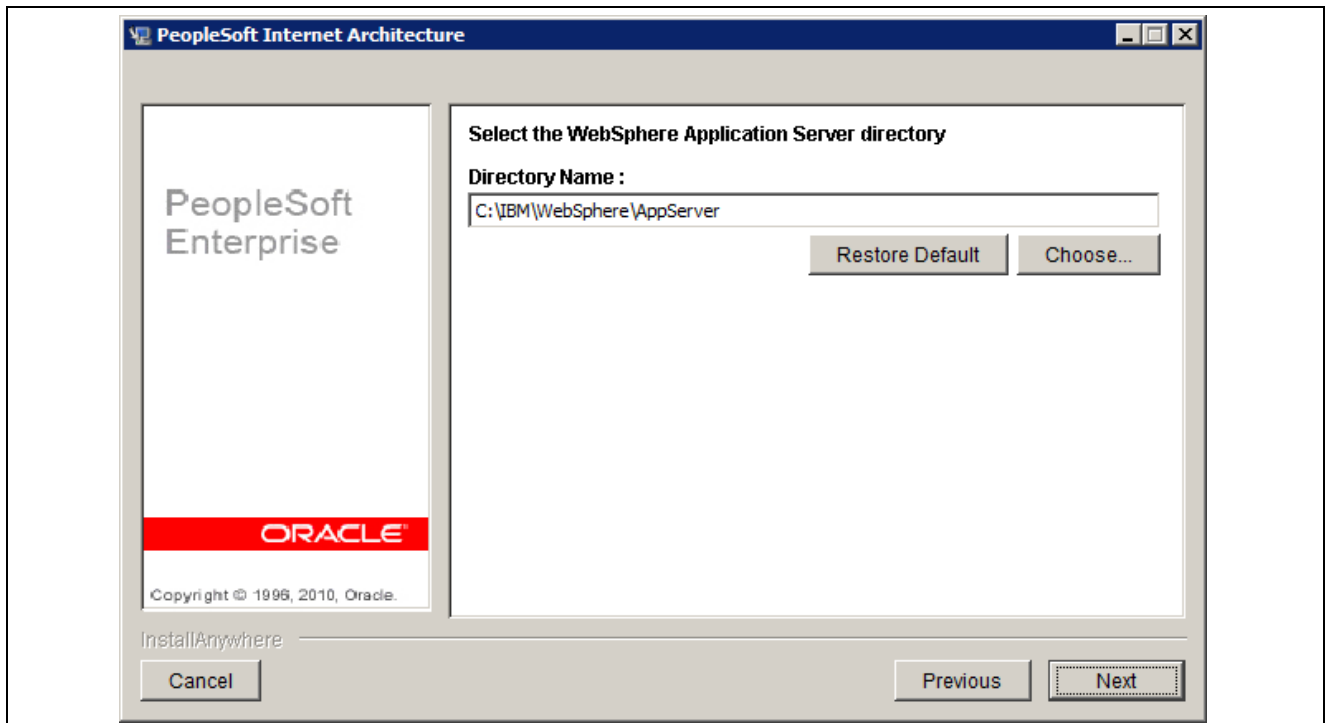 PeopleSoft Internet Architecture
Select the WebSphere Application Server directory
Directory Name :
C:\IBM\WebSphere\AppServer
Restore Default
Choose...
PeopleSoft
Enterprise
ORACLE
Copyright © 1996, 2010, Oracle.
InstallAnywhere
Cancel
Previous
Next